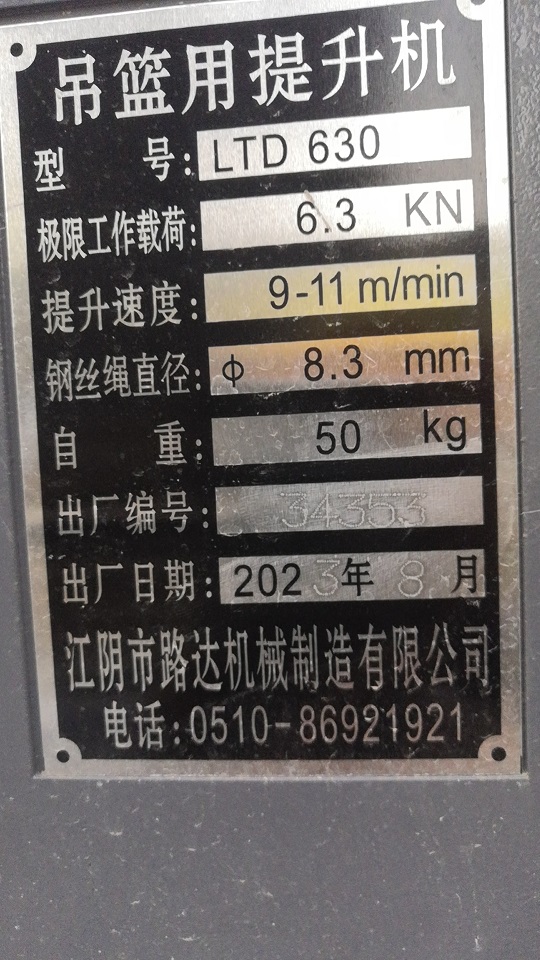 吊篮用提升机
型 号: LTD 630
极限工作载荷: 6.3 KN
提升速度: 9-11 m/min
钢丝绳直径: φ 8.3 mm
自 重: 50 kg
出厂编号: 34353
出厂日期: 2023年8月
江阴市路达机械制造有限公司
电话:0510-86921921